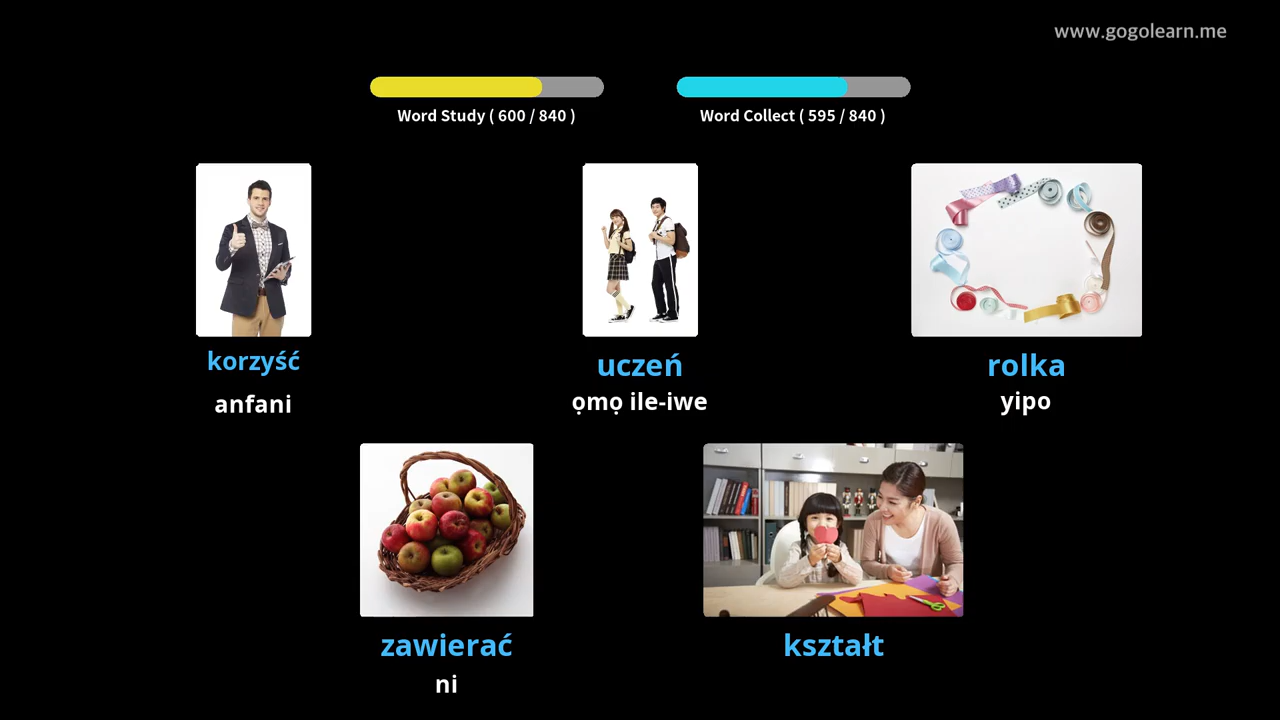 www.gogolearn.me
Word Study ( 600 / 840 )
Word Collect ( 595 / 840 )
korzyść
anfani
uczeń
ọmọ ile-iwe
rolka
yipo
zawierać
ni
kształt